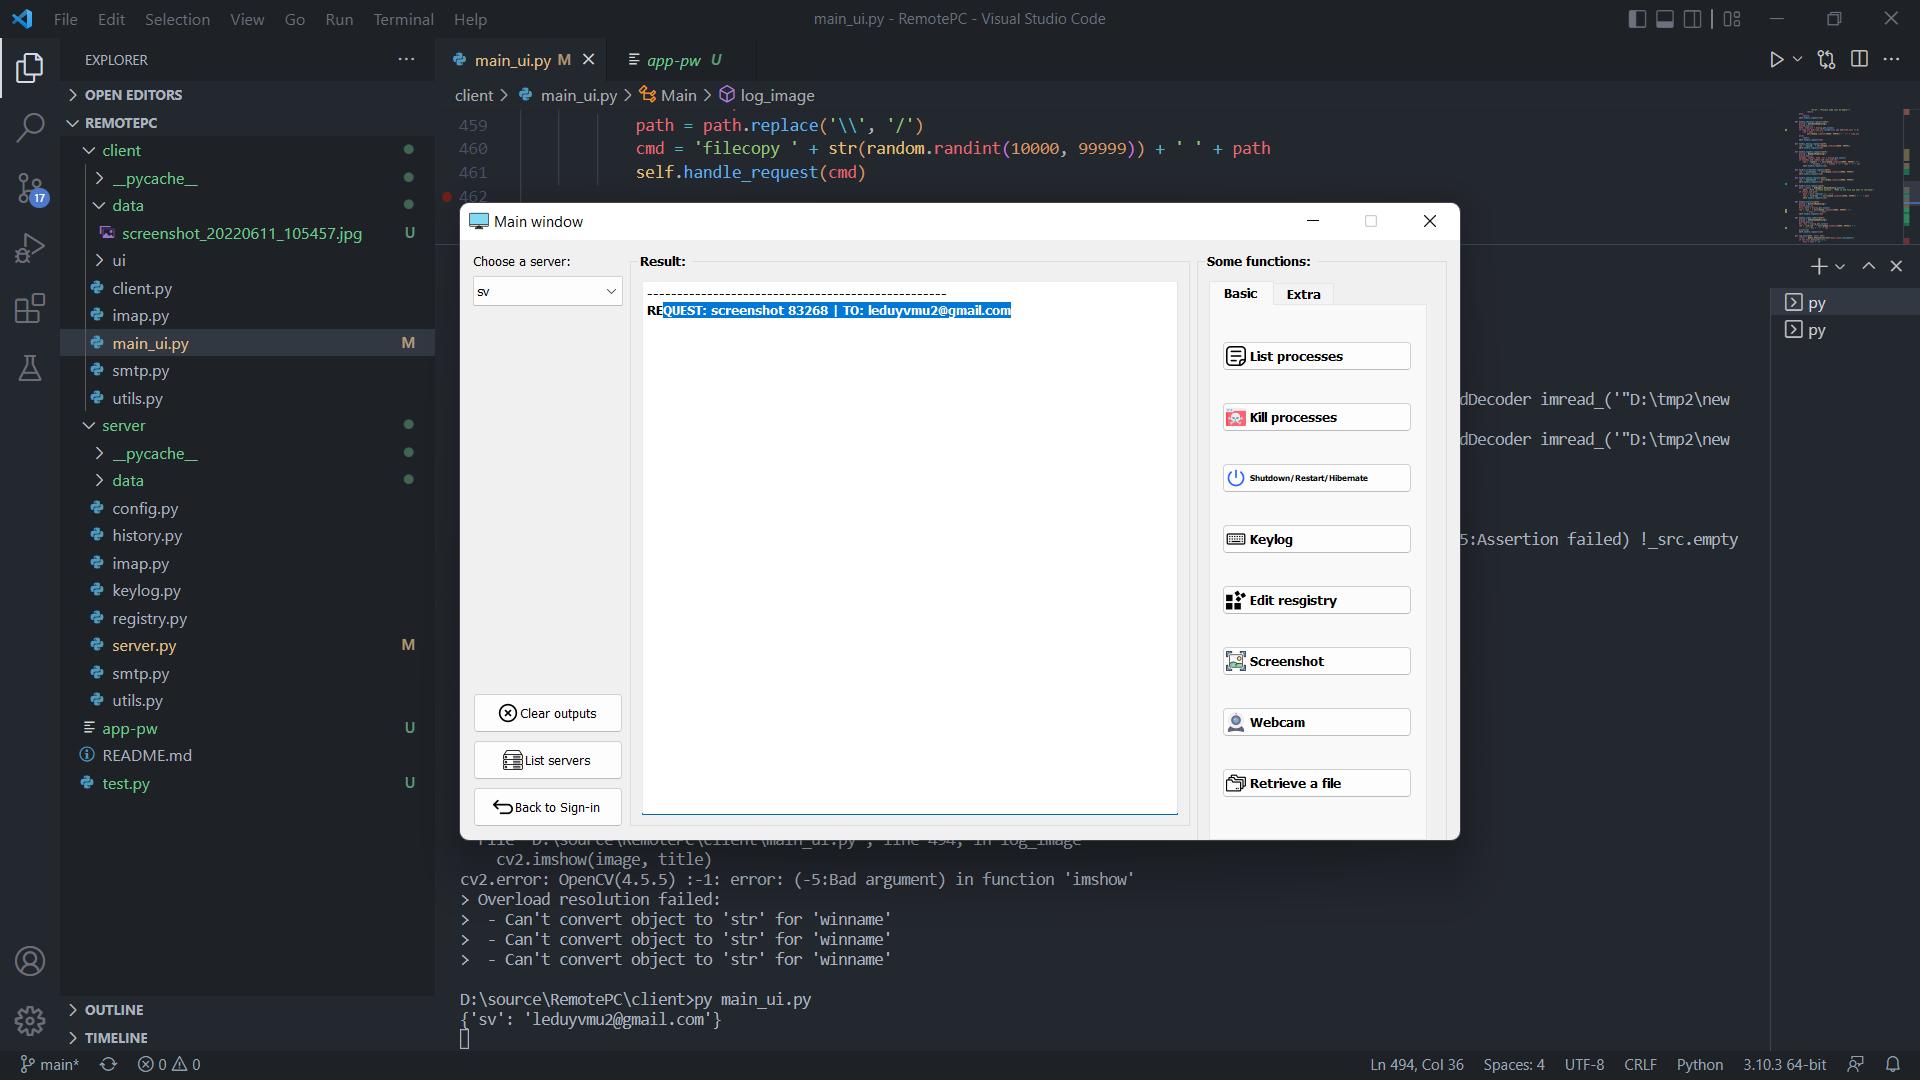 File Edit Selection View Go Run Terminal Help
main_ui.py - RemotePC - Visual Studio Code
EXPLORER
OPEN EDITORS
REMOTEPC
client
__pycache__
data
screenshot_20220611_105457.jpg U
ui
client.py
imap.py
main_ui.py M
smtp.py
utils.py
server
__pycache__
data
config.py
history.py
imap.py
keylog.py
registry.py
server.py M
smtp.py
utils.py
app-pw U
README.md
test.py U
OUTLINE
TIMELINE
17
main_ui.py M
app-pw U
client > main_ui.py > Main > log_image
459 path = path.replace('\\', '/')
460 cmd = 'filecopy ' + str(random.randint(10000, 99999)) + ' ' + path
461 self.handle_request(cmd)
462
Main window
Choose a server:
sv
Clear outputs
List servers
Back to Sign-in
Result:
--------------------------------------------------
REQUEST: screenshot 83268 | TO: leduyvmu2@gmail.com
Some functions:
Basic Extra
List processes
Kill processes
Shutdown/Restart/Hibernate
Keylog
Edit resgistry
Screenshot
Webcam
Retrieve a file
py
py
dDecoder imread_('"D:\tmp2\new
dDecoder imread_('"D:\tmp2\new
5:Assertion failed) !_src.empty
File "D:\source\RemotePC\client\main_ui.py", line 494, in log_image
cv2.imshow(image, title)
cv2.error: OpenCV(4.5.5) :-1: error: (-5:Bad argument) in function 'imshow'
> Overload resolution failed:
>  - Can't convert object to 'str' for 'winname'
>  - Can't convert object to 'str' for 'winname'
>  - Can't convert object to 'str' for 'winname'
D:\source\RemotePC\client>py main_ui.py
{'sv': 'leduyvmu2@gmail.com'}
main* 0 0
Ln 494, Col 36 Spaces: 4 UTF-8 CRLF Python 3.10.3 64-bit